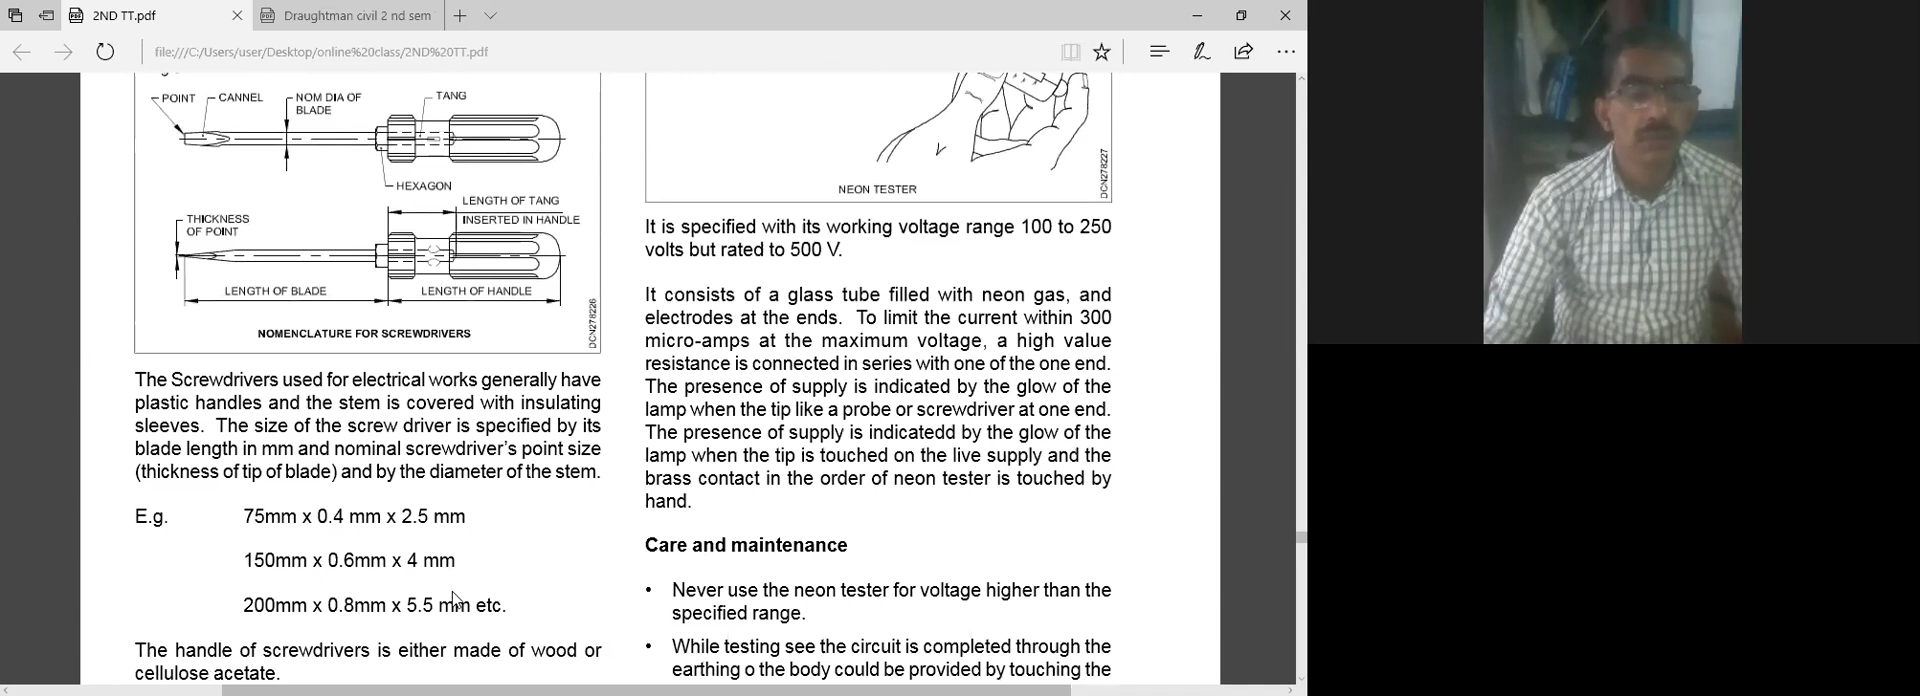 2ND TT.pdf
Draughtman civil 2 nd sem
file:///C:/Users/user/Desktop/online%20class/2ND%20TT.pdf
POINT
CANNEL
NOM DIA OF
BLADE
TANG
HEXAGON
LENGTH OF TANG
INSERTED IN HANDLE
THICKNESS
OF POINT
LENGTH OF BLADE
LENGTH OF HANDLE
NOMENCLATURE FOR SCREWDRIVERS
DCN278226
The Screwdrivers used for electrical works generally have
plastic handles and the stem is covered with insulating
sleeves. The size of the screw driver is specified by its
blade length in mm and nominal screwdriver's point size
(thickness of tip of blade) and by the diameter of the stem.
E.g. 75mm x 0.4 mm x 2.5 mm
150mm x 0.6mm x 4 mm
200mm x 0.8mm x 5.5 mm etc.
The handle of screwdrivers is either made of wood or
cellulose acetate.
NEON TESTER
DCN278227
It is specified with its working voltage range 100 to 250
volts but rated to 500 V.
It consists of a glass tube filled with neon gas, and
electrodes at the ends. To limit the current within 300
micro-amps at the maximum voltage, a high value
resistance is connected in series with one of the one end.
The presence of supply is indicated by the glow of the
lamp when the tip like a probe or screwdriver at one end.
The presence of supply is indicatedd by the glow of the
lamp when the tip is touched on the live supply and the
brass contact in the order of neon tester is touched by
hand.
Care and maintenance
• Never use the neon tester for voltage higher than the
specified range.
• While testing see the circuit is completed through the
earthing o the body could be provided by touching the